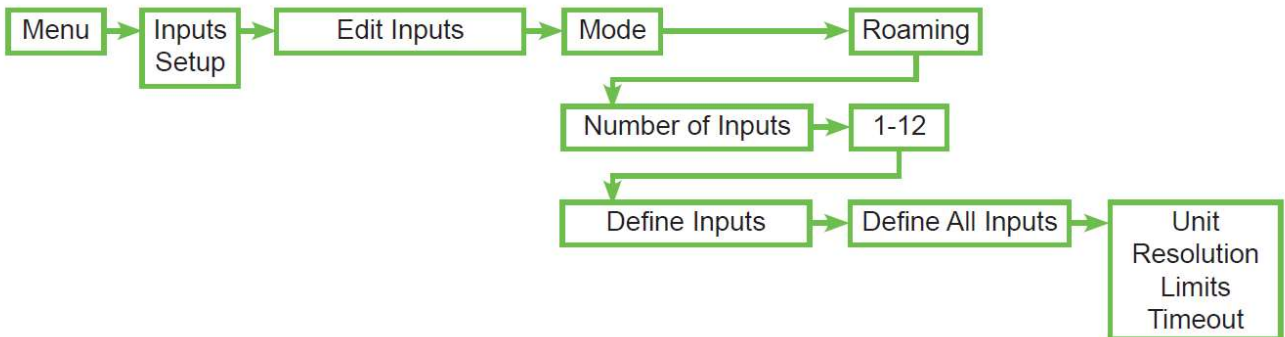 Menu
Inputs
Setup
Edit Inputs
Mode
Roaming
Number of Inputs
1-12
Define Inputs
Define All Inputs
Unit
Resolution
Limits
Timeout